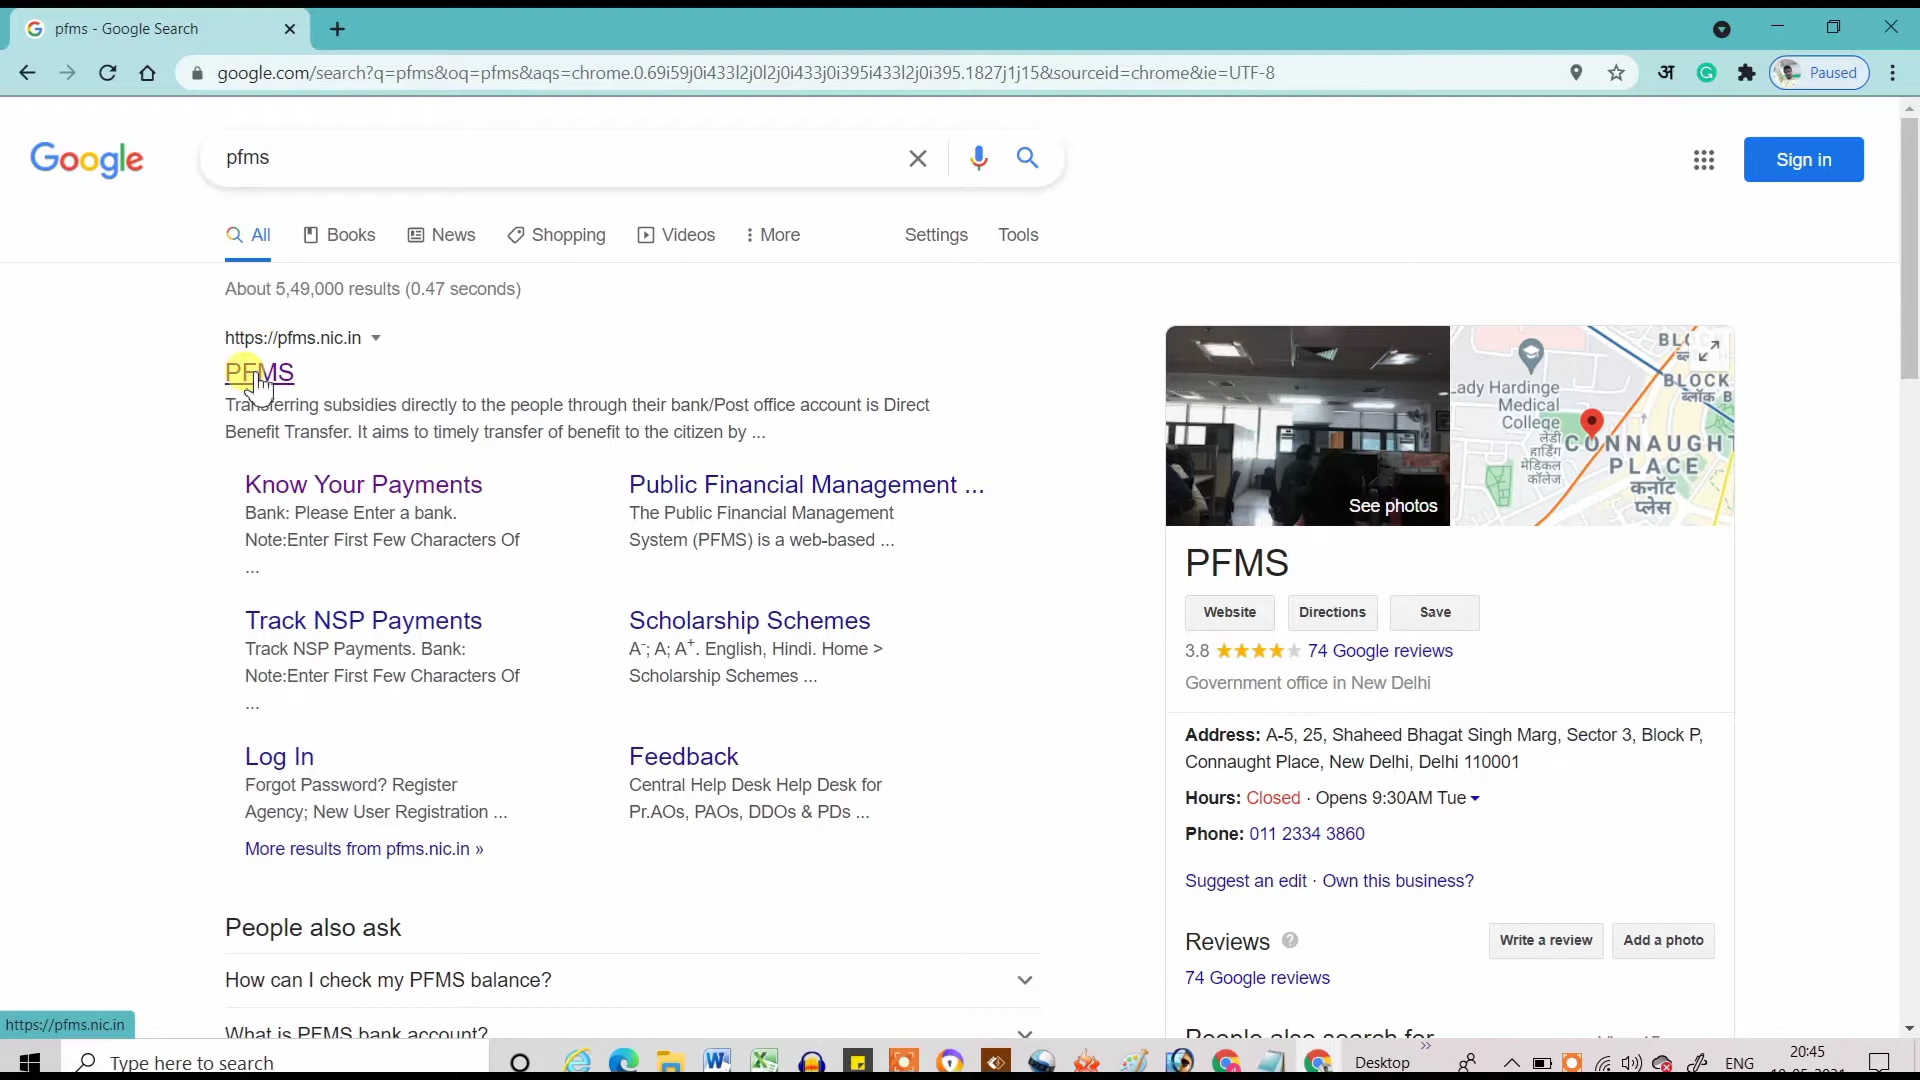 pfms - Google Search
google.com/search?q=pfms&oq=pfms&aqs=chrome.0.69i59j0i433l2j0l2j0i433j0i395i433l2j0i395.1827j1j15&sourceid=chrome&ie=UTF-8
अ
Paused
Google
pfms
Sign in
All
Books
News
Shopping
Videos
More
Settings
Tools
About 5,49,000 results (0.47 seconds)
https://pfms.nic.in
PFMS
Transferring subsidies directly to the people through their bank/Post office account is Direct
Benefit Transfer. It aims to timely transfer of benefit to the citizen by ...
Know Your Payments
Bank: Please Enter a bank.
Note:Enter First Few Characters Of
...
Public Financial Management ...
The Public Financial Management
System (PFMS) is a web-based ...
Track NSP Payments
Track NSP Payments. Bank:
Note:Enter First Few Characters Of
...
Scholarship Schemes
A-; A; A+. English, Hindi. Home >
Scholarship Schemes ...
Log In
Forgot Password? Register
Agency; New User Registration ...
Feedback
Central Help Desk Help Desk for
Pr.AOs, PAOs, DDOs & PDs ...
More results from pfms.nic.in »
People also ask
How can I check my PFMS balance?
What is PFMS bank account?
See photos
ady Hardinge
Medical
College
लेडी
हार्डिंग
मेडिकल
कॉलेज
BLOCK
ब्लॉक B
CONNAUGHT
PLACE
कनॉट
प्लेस
PFMS
Website
Directions
Save
3.8
74 Google reviews
Government office in New Delhi
Address: A-5, 25, Shaheed Bhagat Singh Marg, Sector 3, Block P,
Connaught Place, New Delhi, Delhi 110001
Hours: Closed · Opens 9:30AM Tue
Phone: 011 2334 3860
Suggest an edit · Own this business?
Reviews
Write a review
Add a photo
74 Google reviews
People also search for
https://pfms.nic.in
Type here to search
Desktop
ENG
20:45